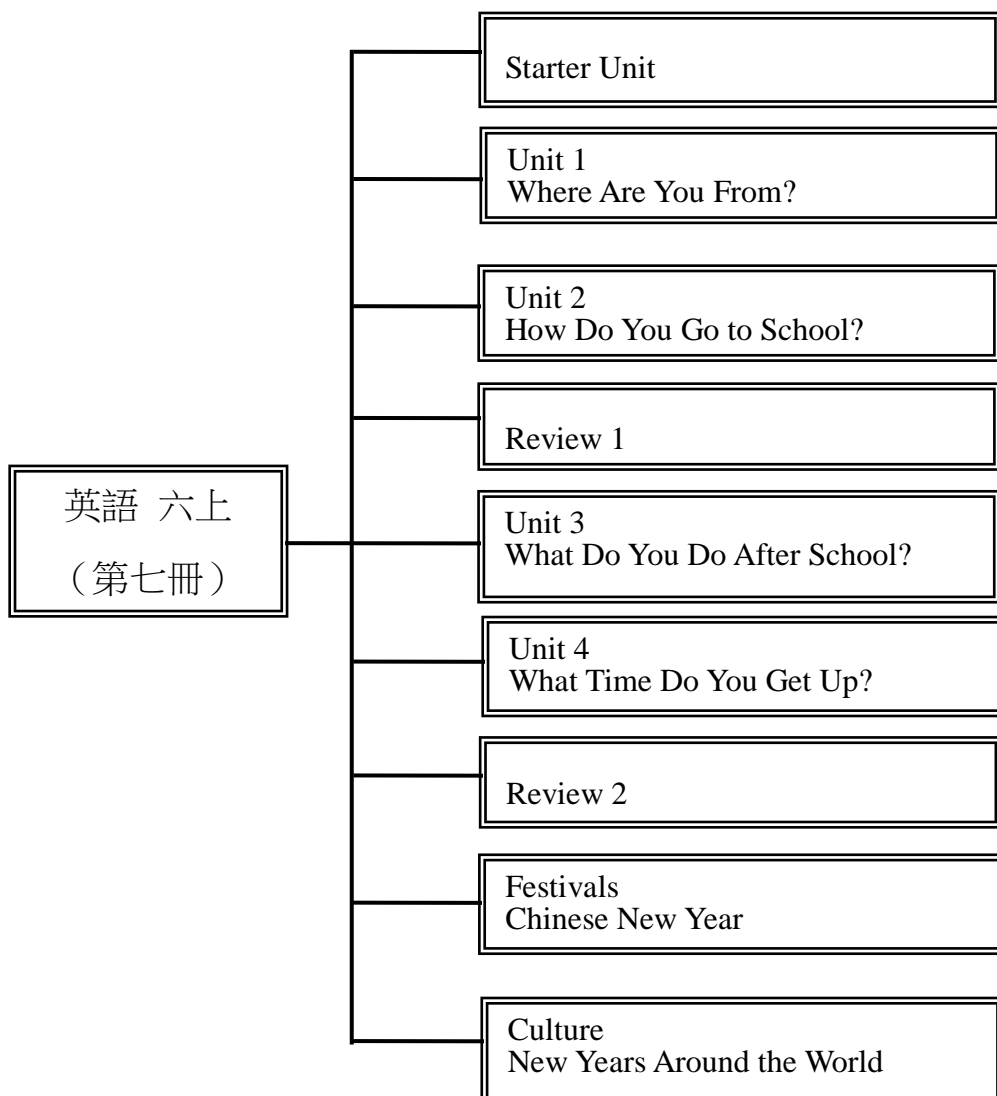 Starter Unit
Unit 1
Where Are You From?
Unit 2
How Do You Go to School?
Review 1
英語 六上
（第七冊）
Unit 3
What Do You Do After School?
Unit 4
What Time Do You Get Up?
Review 2
Festivals
Chinese New Year
Culture
New Years Around the World